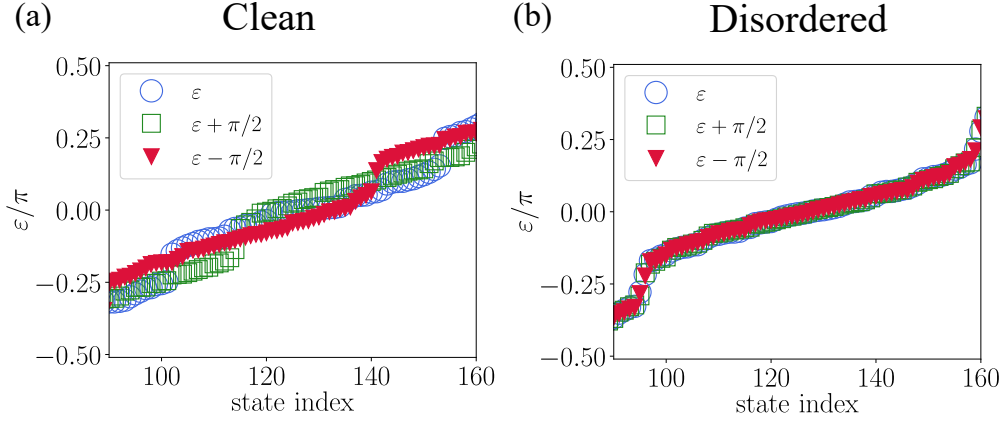 (a)
Clean
ε/π
0.50
0.25
0.00
−0.25
−0.50
ε
ε + π/2
ε − π/2
100
120
140
160
state index
(b)
Disordered
ε/π
0.50
0.25
0.00
−0.25
−0.50
ε
ε + π/2
ε − π/2
100
120
140
160
state index